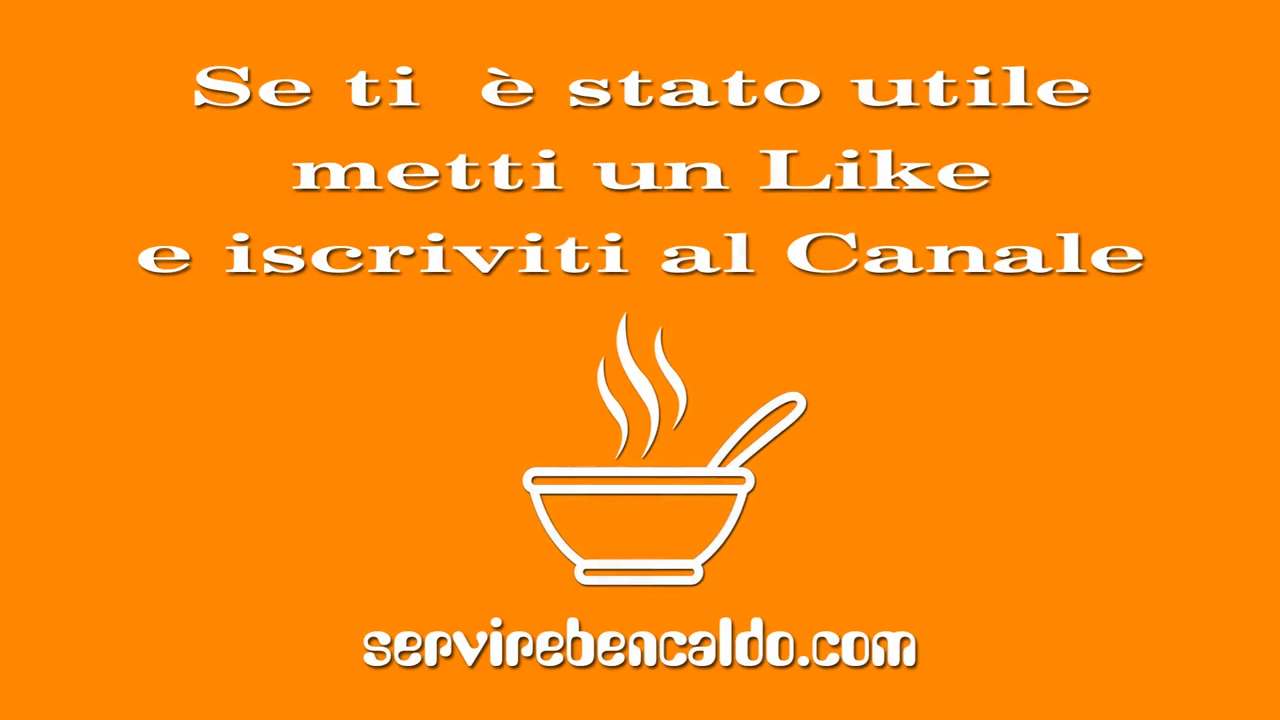 Se ti è stato utile
metti un Like
e iscriviti al Canale
servirebencaldo.com